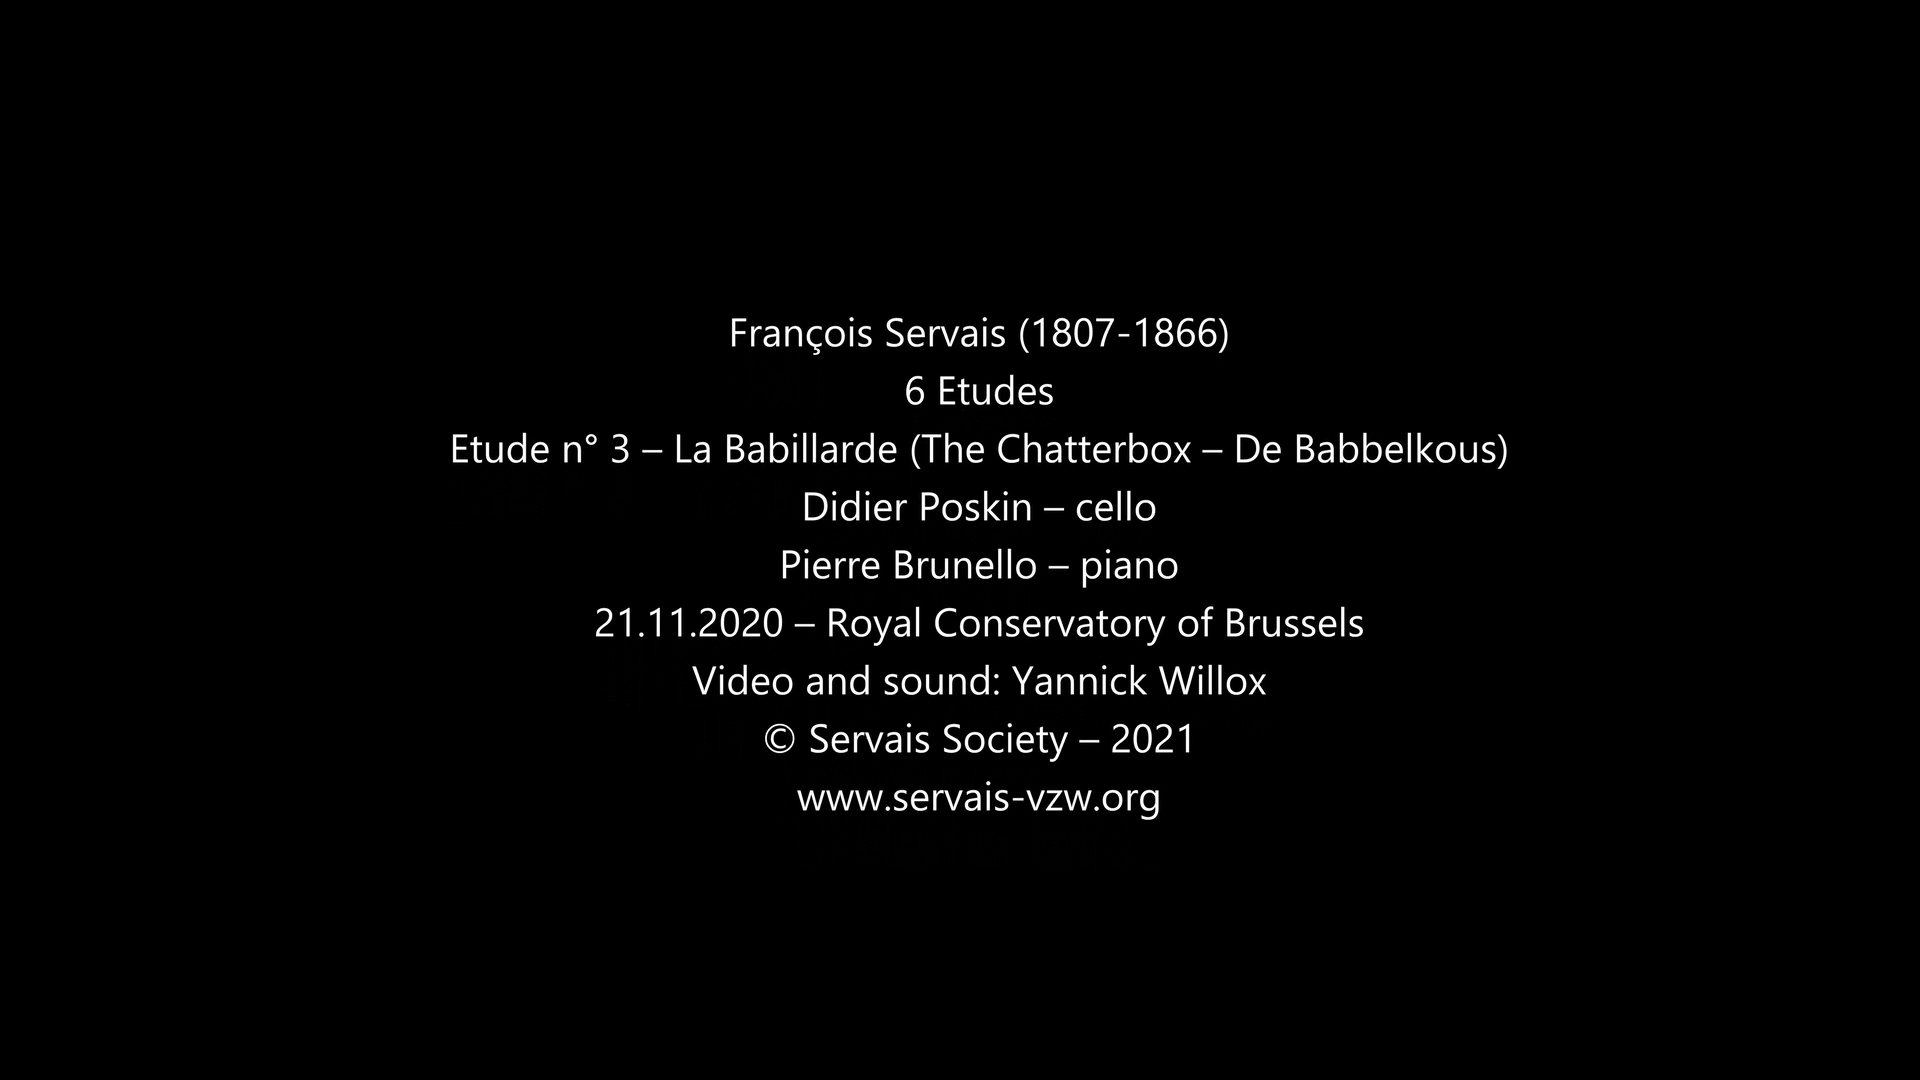 François Servais (1807-1866)
6 Etudes
Etude n° 3 – La Babillarde (The Chatterbox – De Babbelkous)
Didier Poskin – cello
Pierre Brunello – piano
21.11.2020 – Royal Conservatory of Brussels
Video and sound: Yannick Willox
© Servais Society – 2021
www.servais-vzw.org